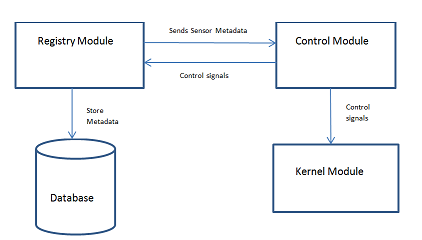 Registry Module
Sends Sensor Metadata
Control Module
Control signals
Store
Metadata
Control
signals
Database
Kernel Module